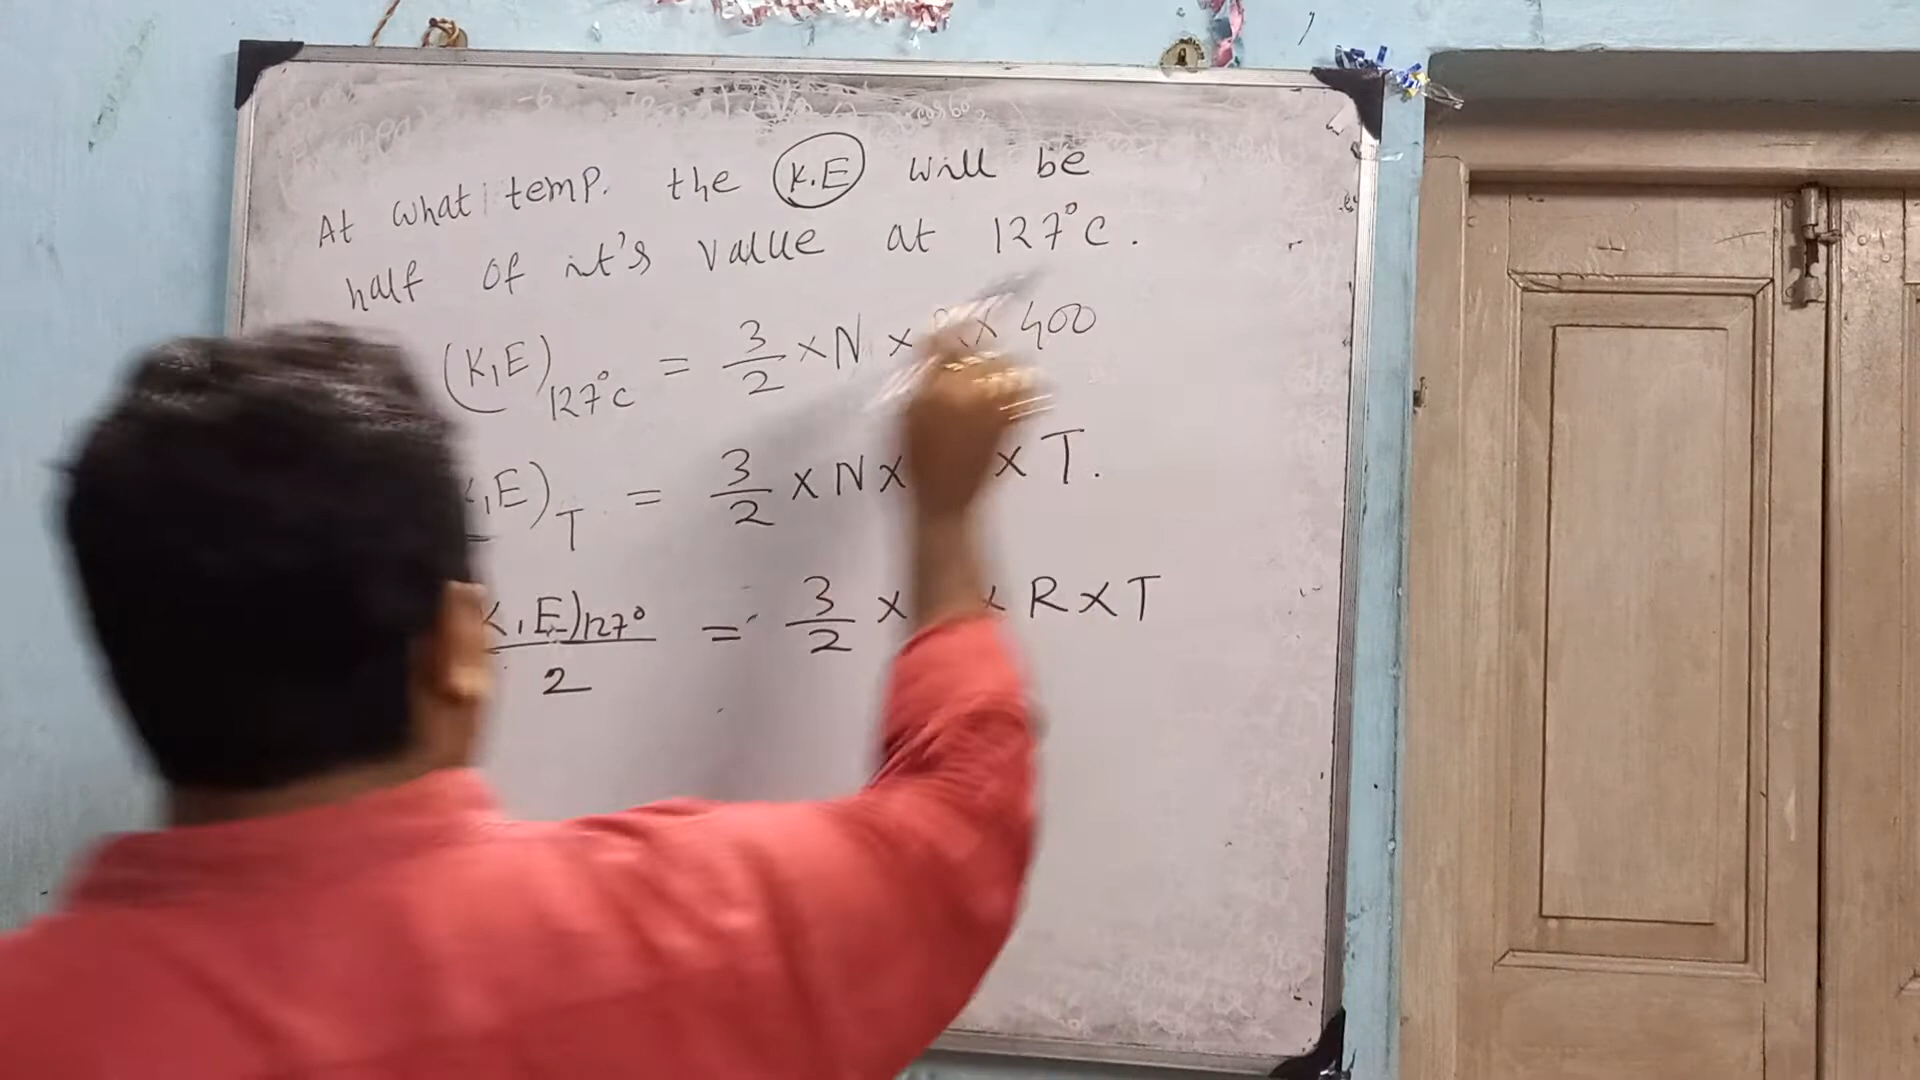 At what temp. the K.E will be
half of it's value at 127°C.
(K,E)127°C = 3/2 × N × × 400
,E)T = 3/2 × N × × T.
,E)127°/2 = 3/2 × × R × T